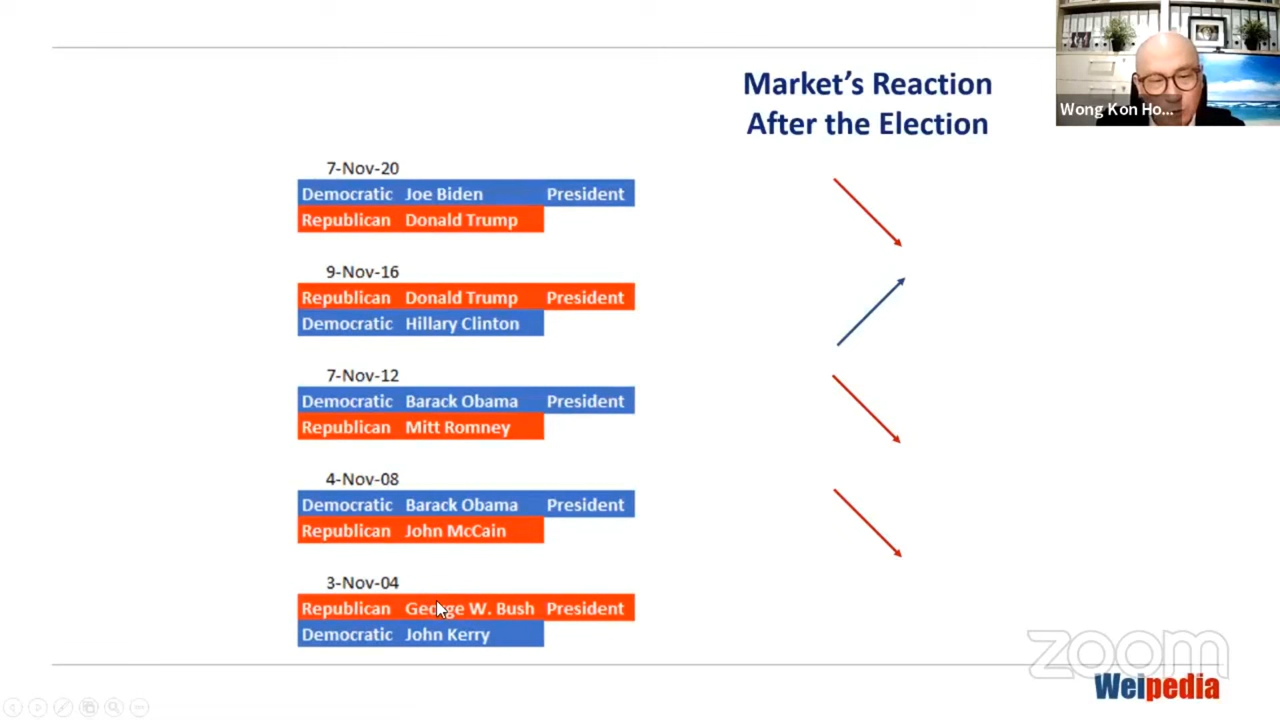 Market's Reaction
After the Election
Wong Kon Ho...
7-Nov-20
Democratic Joe Biden President
Republican Donald Trump
9-Nov-16
Republican Donald Trump President
Democratic Hillary Clinton
7-Nov-12
Democratic Barack Obama President
Republican Mitt Romney
4-Nov-08
Democratic Barack Obama President
Republican John McCain
3-Nov-04
Republican George W. Bush President
Democratic John Kerry
zoom
Weipedia